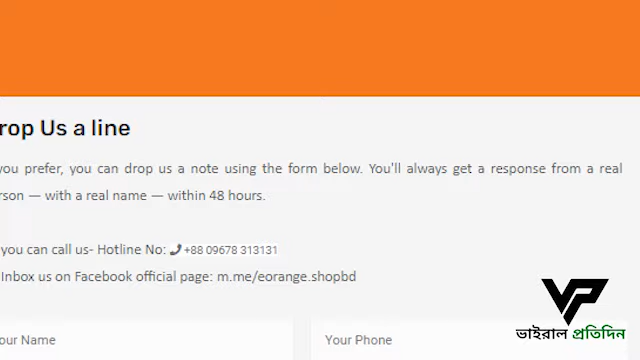 rop Us a line
you prefer, you can drop us a note using the form below. You'll always get a response from a real
rson — with a real name — within 48 hours.
you can call us- Hotline No: +88 09678 313131
Inbox us on Facebook official page: m.me/eorange.shopbd
our Name
Your Phone
VP
ভাইরাল প্রতিদিন